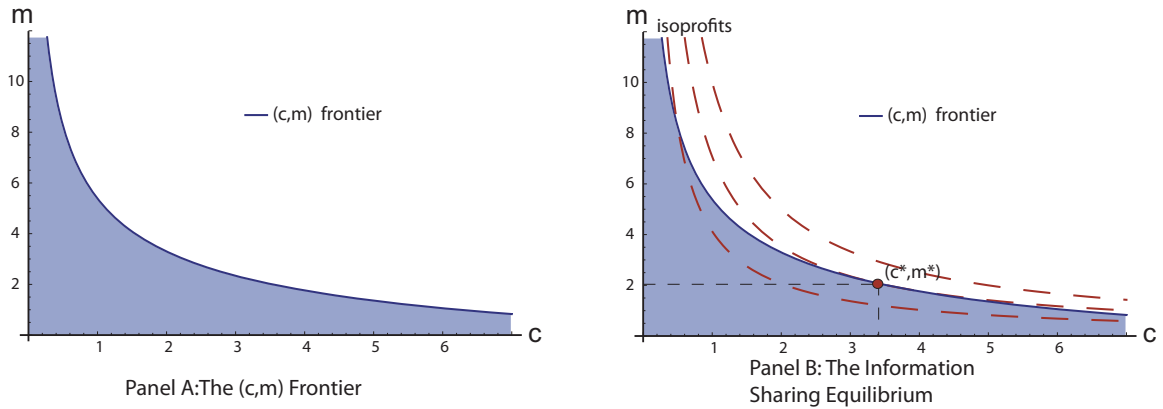 m
10
8
6
4
2
1
2
3
4
5
6
c
(c,m) frontier
Panel A:The (c,m) Frontier
m
isoprofits
10
8
6
4
2
1
2
3
4
5
6
c
(c,m) frontier
(c*,m*)
Panel B: The Information
Sharing Equilibrium